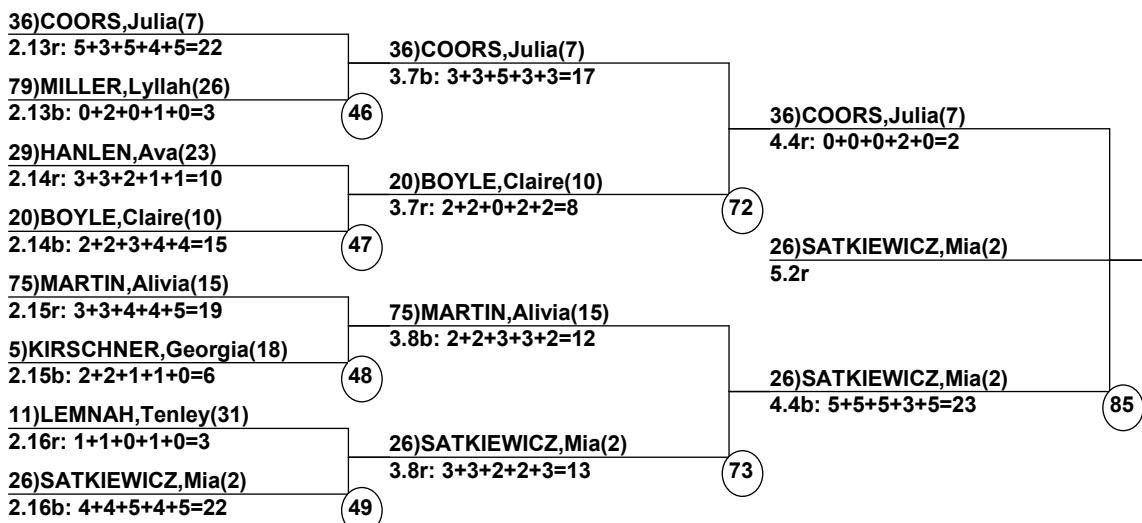 36)COORS,Julia(7)
2.13r: 5+3+5+4+5=22
79)MILLER,Lyllah(26)
2.13b: 0+2+0+1+0=3
46
29)HANLEN,Ava(23)
2.14r: 3+3+2+1+1=10
20)BOYLE,Claire(10)
2.14b: 2+2+3+4+4=15
47
75)MARTIN,Alivia(15)
2.15r: 3+3+4+4+5=19
5)KIRSCHNER,Georgia(18)
2.15b: 2+2+1+1+0=6
48
11)LEMNAH,Tenley(31)
2.16r: 1+1+0+1+0=3
26)SATKIEWICZ,Mia(2)
2.16b: 4+4+5+4+5=22
49
36)COORS,Julia(7)
3.7b: 3+3+5+3+3=17
20)BOYLE,Claire(10)
3.7r: 2+2+0+2+2=8
72
75)MARTIN,Alivia(15)
3.8b: 2+2+3+3+2=12
26)SATKIEWICZ,Mia(2)
3.8r: 3+3+2+2+3=13
73
36)COORS,Julia(7)
4.4r: 0+0+0+2+0=2
26)SATKIEWICZ,Mia(2)
5.2r
26)SATKIEWICZ,Mia(2)
4.4b: 5+5+5+3+5=23
85